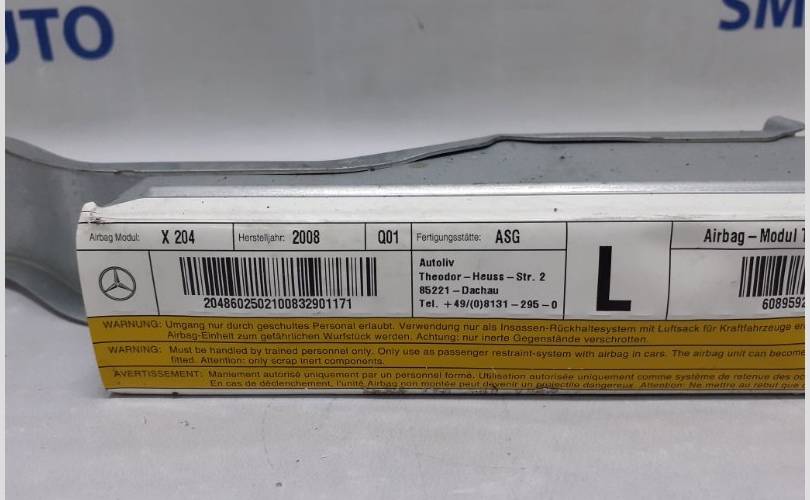 UTO
SM
Airbag Modul: X 204 Herstelljahr: 2008 Q01 Fertigungsstätte: ASG
Airbag – Modul
2048602502100832901171
Autoliv
Theodor – Heuss – Str. 2
85221 – Dachau
Tel. +49/(0)8131 – 295 – 0
L
6089592
WARNUNG: Umgang nur durch geschultes Personal erlaubt. Verwendung nur als Insassen-Rückhaltesystem mit Luftsack für Kraftfahrzeuge
Airbag-Einheit zum gefährlichen Wurfstück werden. Achtung: nur inerte Gegenstände verschrotten.
WARNING: Must be handled by trained personnel only. Only use as passenger restraint-system with airbag in cars. The airbag unit can become
fitted. Attention: only scrap inert components.
AVERTISSEMENT: Maniement autorisé uniquement par un personnel formé. Utilisation autorisée uniquement comme système de retenue des
En cas de déclenchement, l'unité Airbag non montée peut devenir un projectile dangereux. Attention: Ne mettre au rebut que